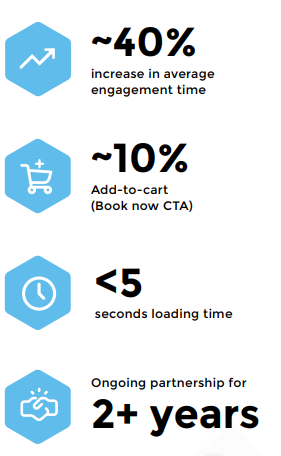 ~40%
increase in average
engagement time
~10%
Add-to-cart
(Book now CTA)
<5
seconds loading time
Ongoing partnership for
2+ years